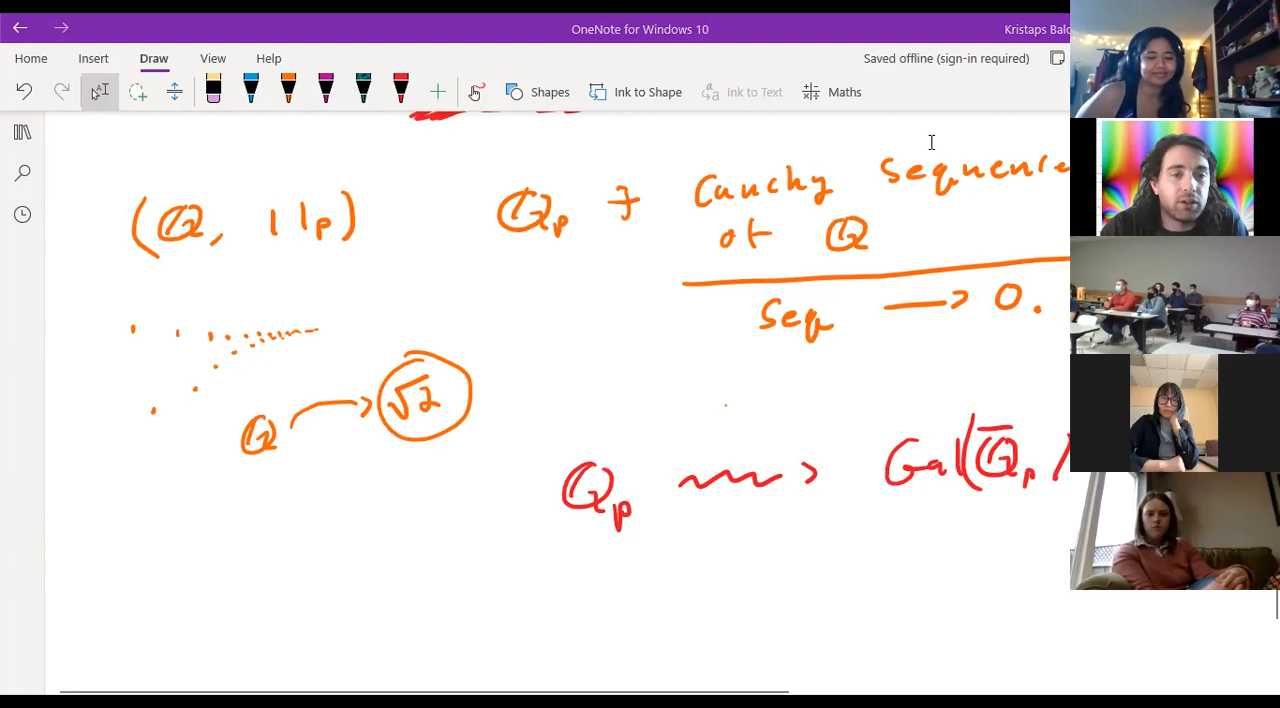 OneNote for Windows 10
Kristaps Balo
Home Insert Draw View Help
Saved offline (sign-in required)
Shapes Ink to Shape Ink to Text Maths
(ℚ, | |p) ℚp Cauchy sequence
of ℚ
Seq → 0.
ℚ → √2
ℚp ⇝ Gal(ℚ̅p /